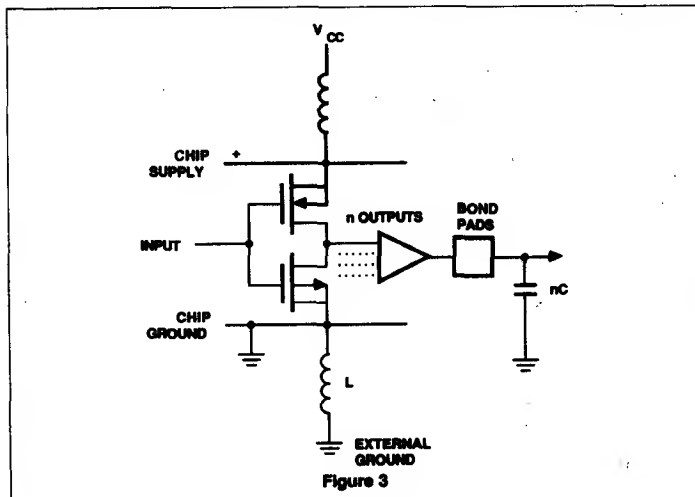 V CC
CHIP
SUPPLY
+
n OUTPUTS
BOND
PADS
INPUT
nC
CHIP
GROUND
L
EXTERNAL
GROUND
Figure 3